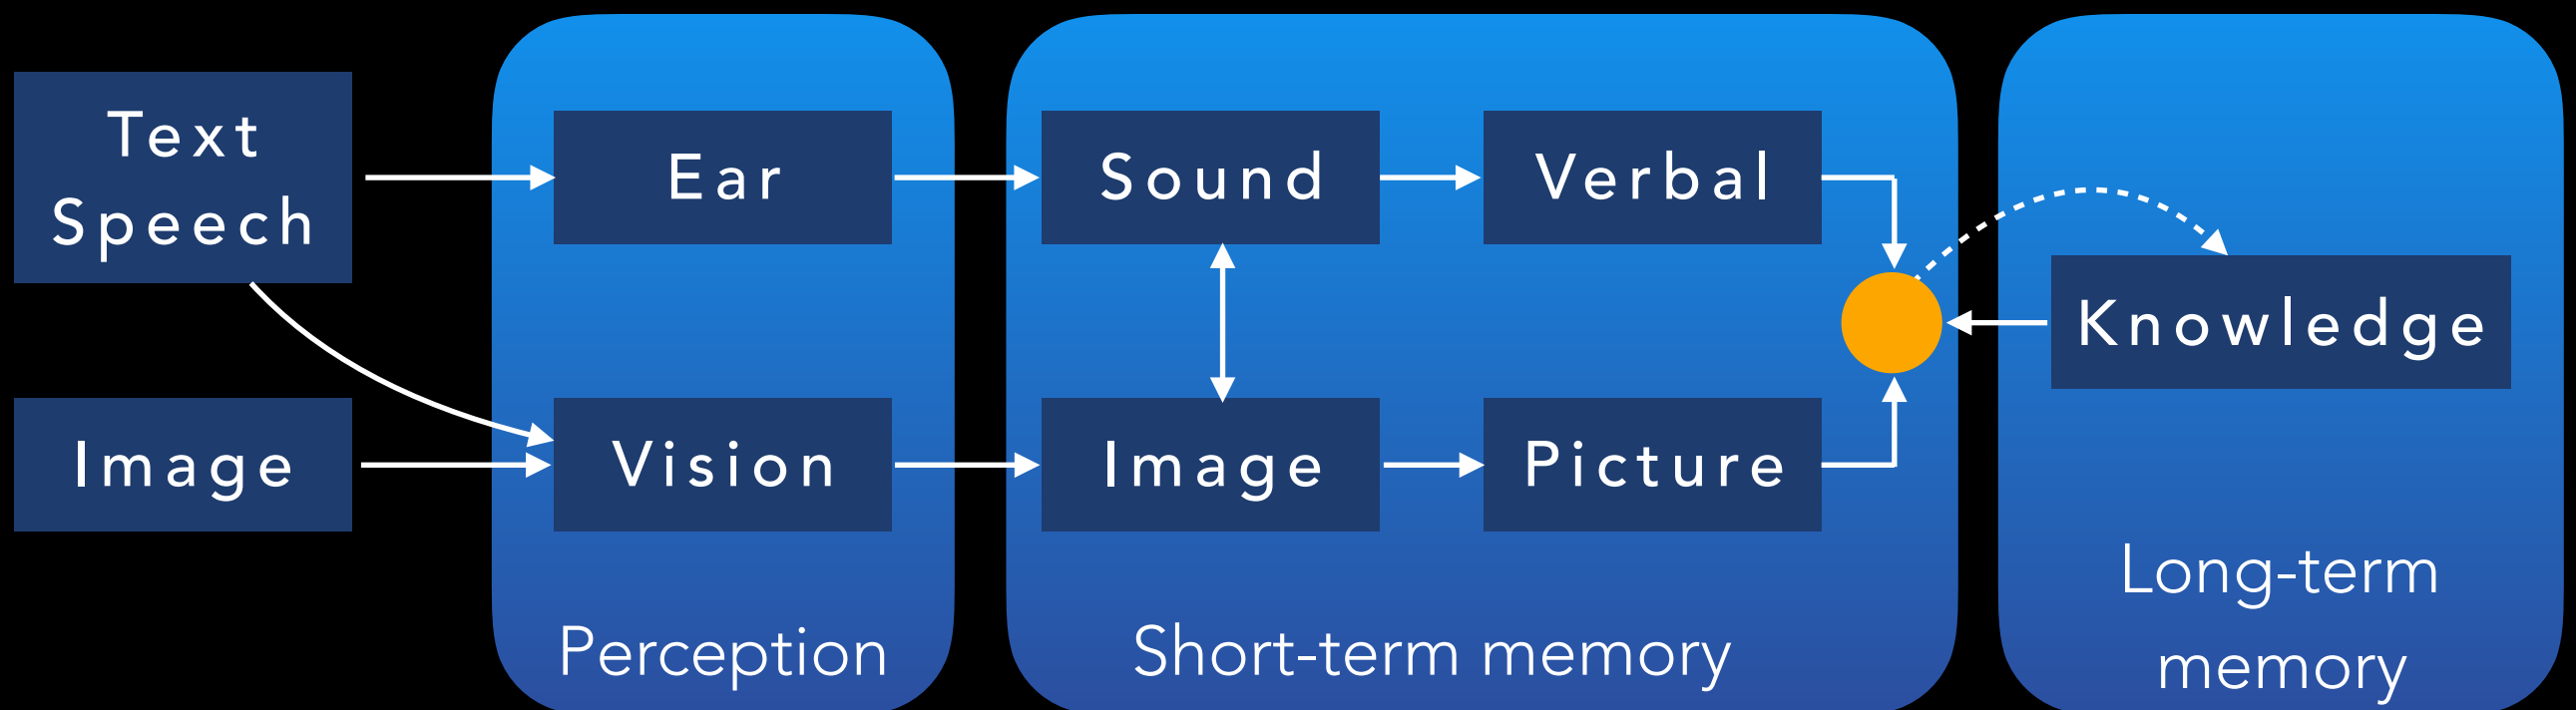 Text
Speech
Image
Ear
Vision
Perception
Sound
Verbal
Image
Picture
Short-term memory
Knowledge
Long-term
memory